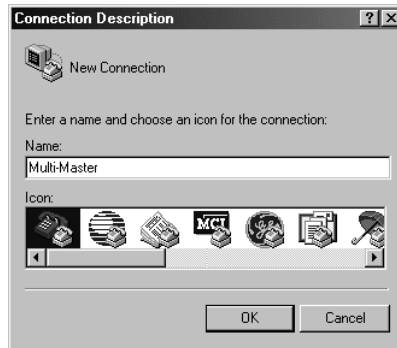 Connection Description
New Connection
Enter a name and choose an icon for the connection:
Name:
Multi-Master
Icon:
MCI
OK
Cancel